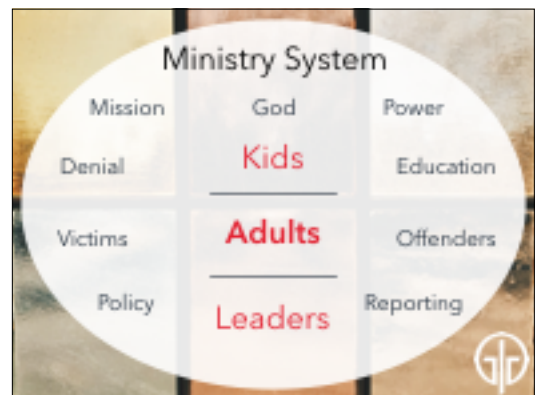 Ministry System
Mission God Power
Kids
Denial Education
Adults
Victims Offenders
Policy Reporting
Leaders